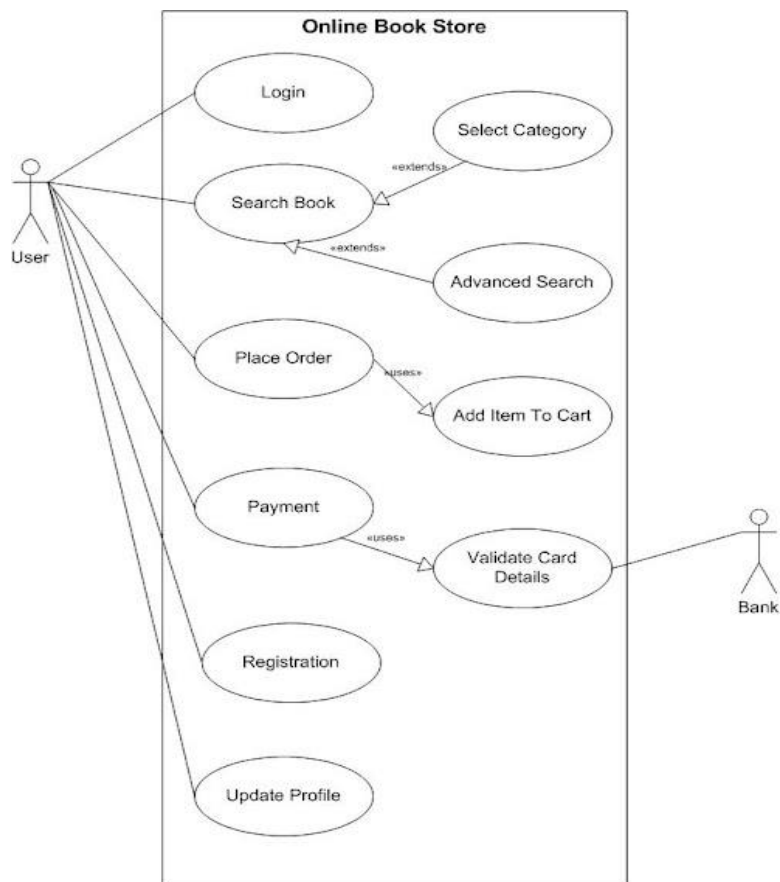 Online Book Store
Login
Select Category
«extends»
Search Book
«extends»
User
Advanced Search
Place Order
«uses»
Add Item To Cart
Payment
«uses»
Validate Card
Details
Bank
Registration
Update Profile